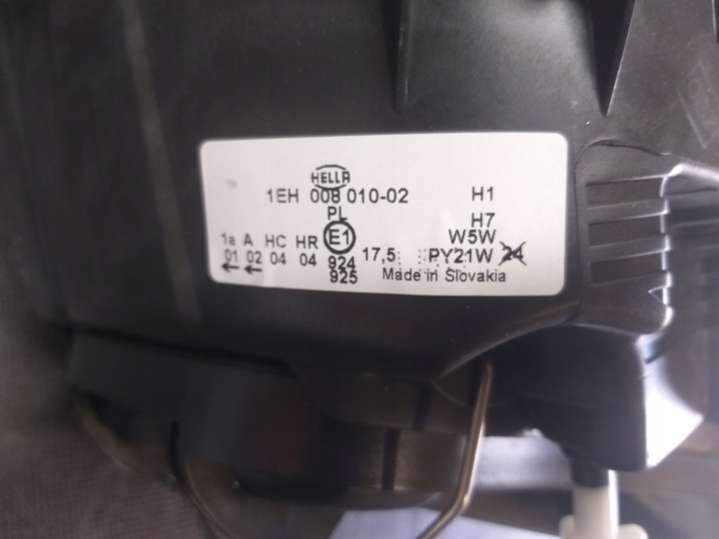 HELLA
1EH 008 010-02 H1
PL H7
1a A HC HR E1 W5W
01 02 04 04 924 17,5 PY21W 24
925 Made in Slovakia